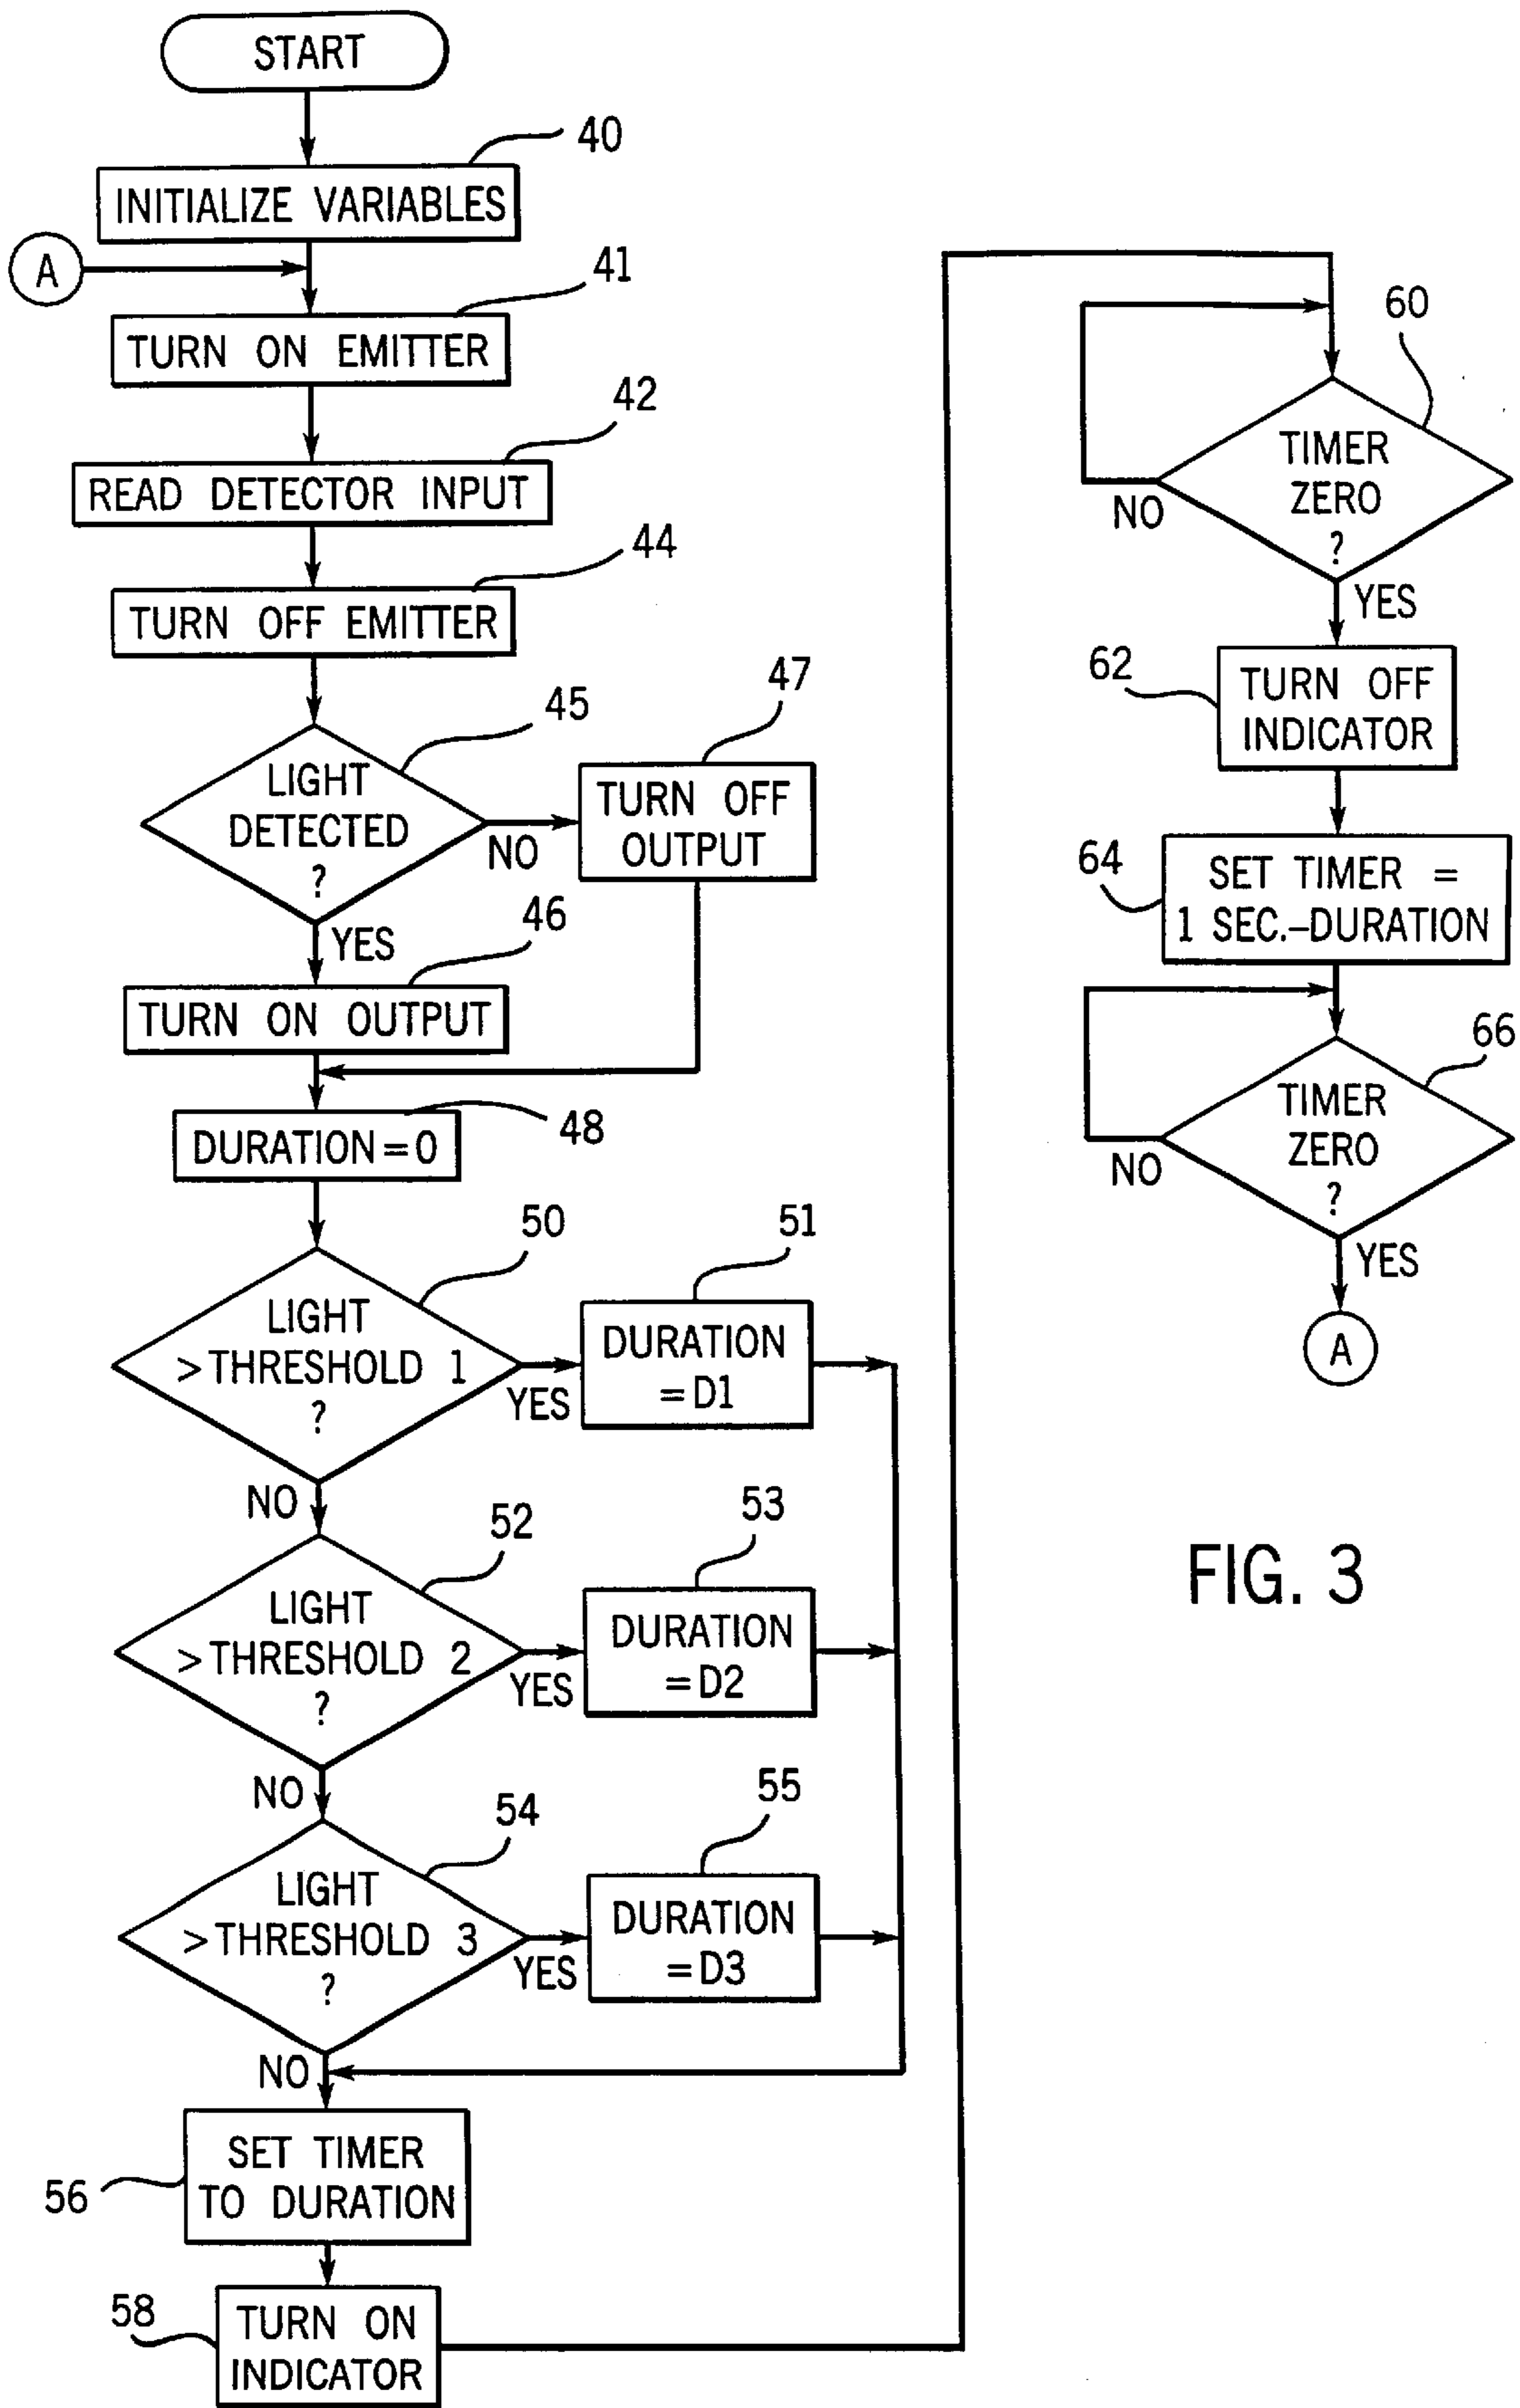 START
40
INITIALIZE VARIABLES
A
41
TURN ON EMITTER
42
READ DETECTOR INPUT
44
TURN OFF EMITTER
45
LIGHT
DETECTED
?
NO
47
TURN OFF
OUTPUT
YES
46
TURN ON OUTPUT
48
DURATION=0
50
LIGHT
>THRESHOLD 1
?
YES
51
DURATION
=D1
NO
52
LIGHT
>THRESHOLD 2
?
YES
53
DURATION
=D2
NO
54
LIGHT
>THRESHOLD 3
?
YES
55
DURATION
=D3
NO
56
SET TIMER
TO DURATION
58
TURN ON
INDICATOR
60
TIMER
ZERO
?
NO
YES
62
TURN OFF
INDICATOR
64
SET TIMER =
1 SEC.–DURATION
66
TIMER
ZERO
?
NO
YES
A
FIG. 3